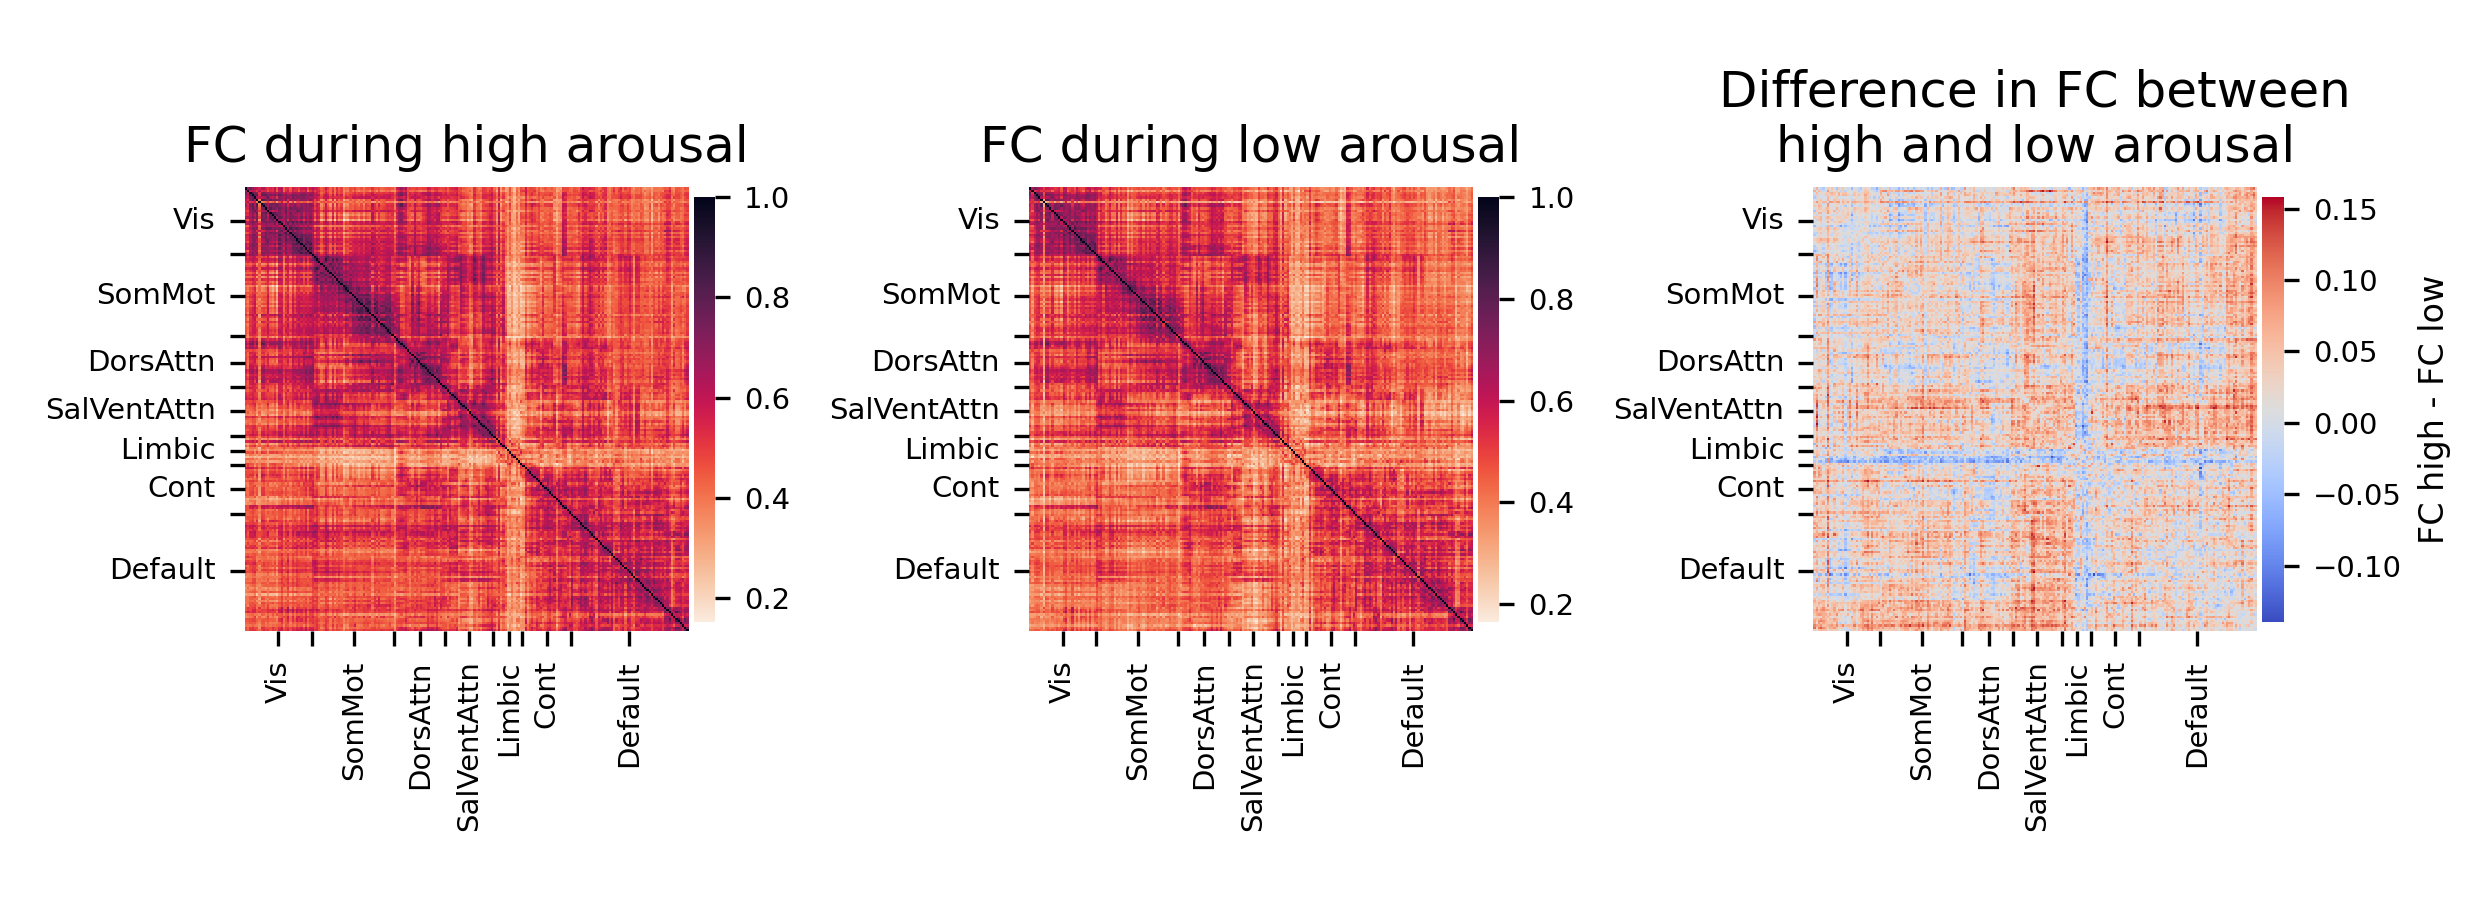 FC during high arousal
Vis
SomMot
DorsAttn
SalVentAttn
Limbic
Cont
Default
1.0
0.8
0.6
0.4
0.2
Vis
SomMot
DorsAttn
SalVentAttn
Limbic
Cont
Default
FC during low arousal
Vis
SomMot
DorsAttn
SalVentAttn
Limbic
Cont
Default
1.0
0.8
0.6
0.4
0.2
Vis
SomMot
DorsAttn
SalVentAttn
Limbic
Cont
Default
Difference in FC between
high and low arousal
Vis
SomMot
DorsAttn
SalVentAttn
Limbic
Cont
Default
0.15
0.10
0.05
0.00
−0.05
−0.10
FC high - FC low
Vis
SomMot
DorsAttn
SalVentAttn
Limbic
Cont
Default